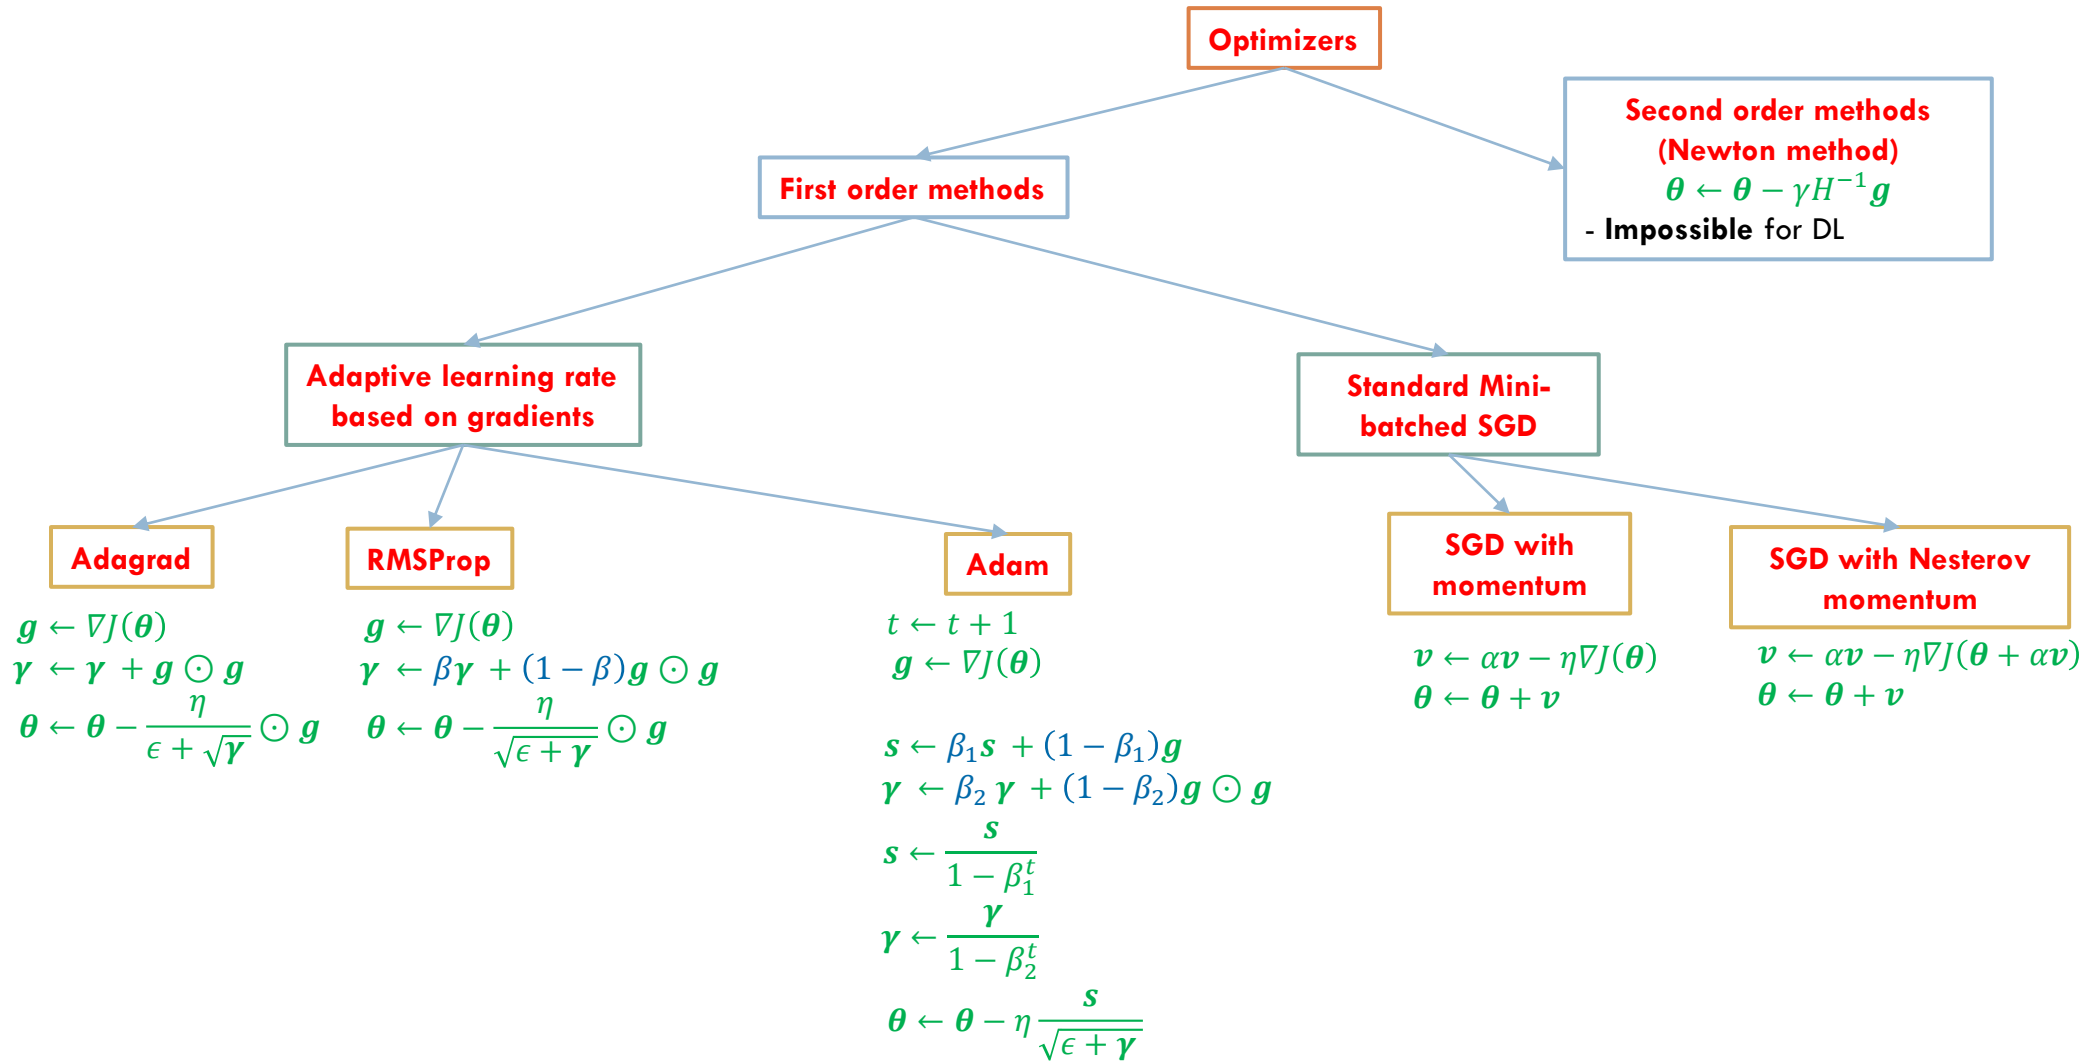 Optimizers
Second order methods
(Newton method)
𝜽 ← 𝜽 − γH⁻¹𝒈
- Impossible for DL
First order methods
Adaptive learning rate
based on gradients
Standard Mini-
batched SGD
Adagrad
𝒈 ← ∇J(𝜽)
𝜸 ← 𝜸 + 𝒈 ⊙ 𝒈
𝜽 ← 𝜽 − η / (ϵ + √𝜸) ⊙ 𝒈
RMSProp
𝒈 ← ∇J(𝜽)
𝜸 ← β𝜸 + (1 − β)𝒈 ⊙ 𝒈
𝜽 ← 𝜽 − η / √(ϵ + 𝜸) ⊙ 𝒈
Adam
t ← t + 1
𝒈 ← ∇J(𝜽)
𝒔 ← β₁𝒔 + (1 − β₁)𝒈
𝜸 ← β₂ 𝜸 + (1 − β₂)𝒈 ⊙ 𝒈
𝒔 ← 𝒔 / (1 − β₁ᵗ)
𝜸 ← 𝜸 / (1 − β₂ᵗ)
𝜽 ← 𝜽 − η 𝒔 / √(ϵ + 𝜸)
SGD with
momentum
𝒗 ← α𝒗 − η∇J(𝜽)
𝜽 ← 𝜽 + 𝒗
SGD with Nesterov
momentum
𝒗 ← α𝒗 − η∇J(𝜽 + α𝒗)
𝜽 ← 𝜽 + 𝒗